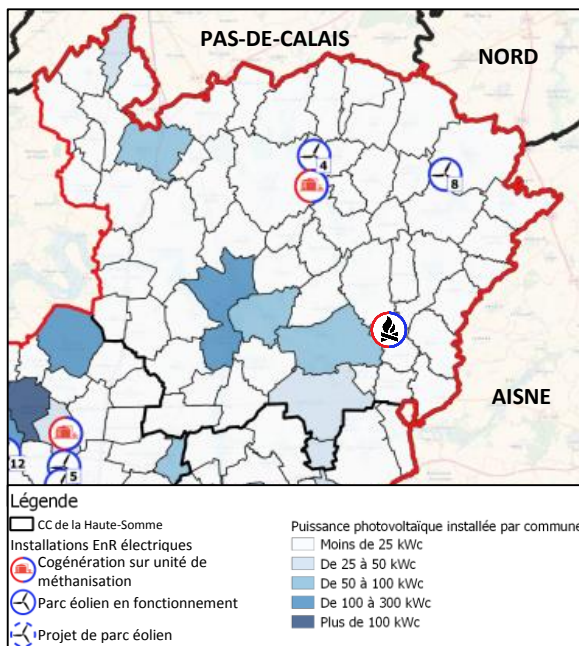 PAS-DE-CALAIS
NORD
4
8
AISNE
12
5
Légende
CC de la Haute-Somme
Installations EnR électriques
Cogénération sur unité de
méthanisation
Parc éolien en fonctionnement
Projet de parc éolien
Puissance photovoltaïque installée par commune
Moins de 25 kWc
De 25 à 50 kWc
De 50 à 100 kWc
De 100 à 300 kWc
Plus de 100 kWc